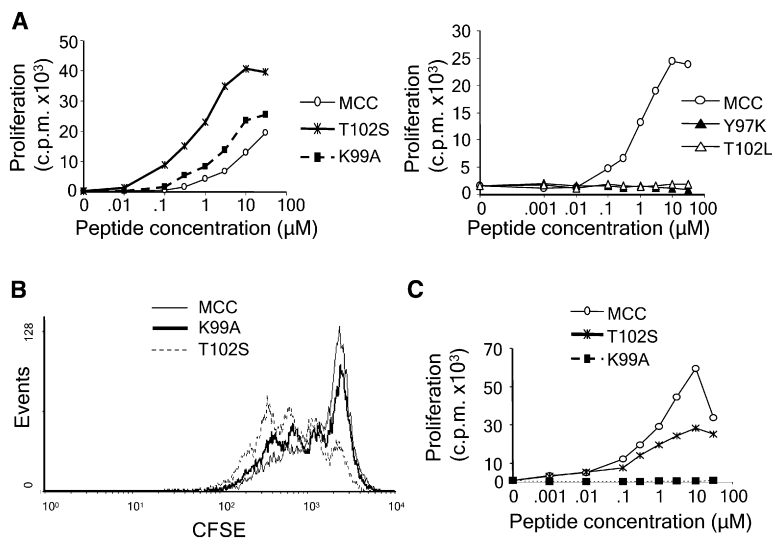 A
Proliferation
(c.p.m. x10³)
50
40
30
20
10
0
0 .01 .1 1 10 100
Peptide concentration (µM)
MCC
T102S
K99A
Proliferation
(c.p.m. x10³)
30
25
20
15
10
5
0
0 .001 .01 0.1 1 10 100
Peptide concentration (µM)
MCC
Y97K
T102L
B
MCC
K99A
T102S
Events
128
0
10⁰ 10¹ 10² 10³ 10⁴
CFSE
C
MCC
T102S
K99A
Proliferation
(c.p.m. x10³)
70
50
30
10
0
0 .001 .01 .1 1 10 100
Peptide concentration (µM)